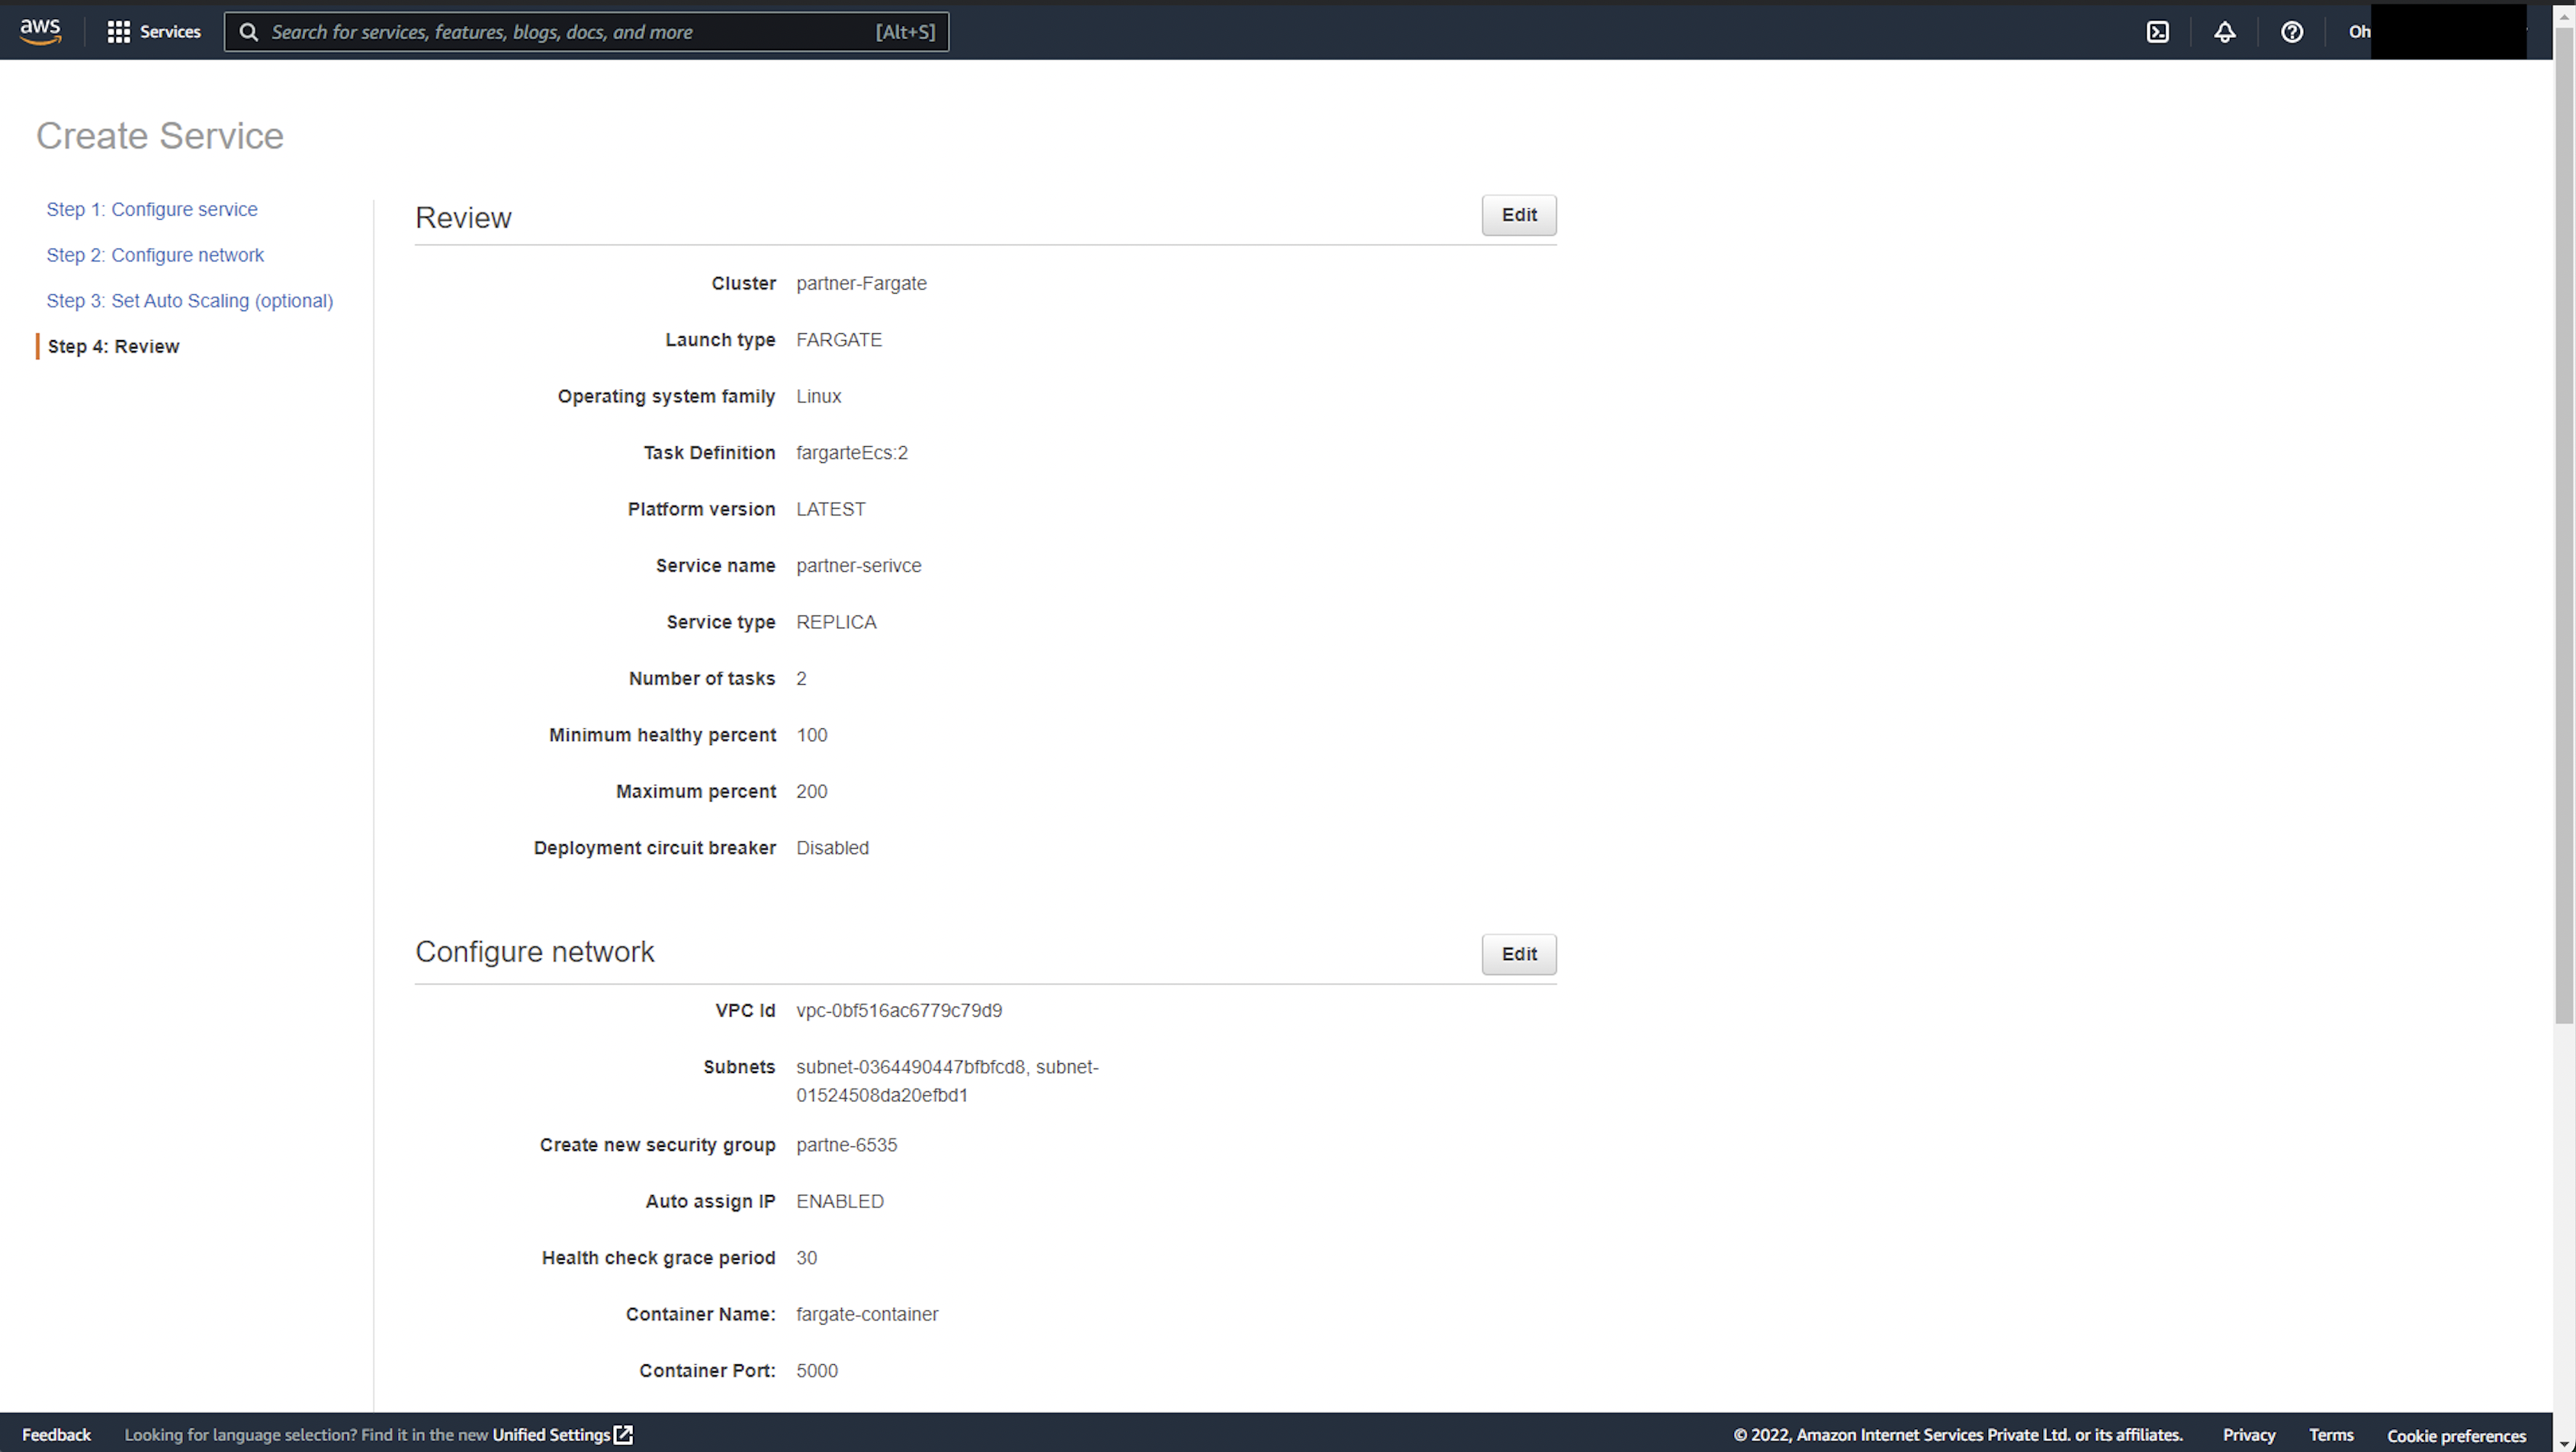 aws Services Search for services, features, blogs, docs, and more [Alt+S] Oh
Create Service
Step 1: Configure service
Step 2: Configure network
Step 3: Set Auto Scaling (optional)
Step 4: Review
Review Edit
Cluster partner-Fargate
Launch type FARGATE
Operating system family Linux
Task Definition fargarteEcs:2
Platform version LATEST
Service name partner-serivce
Service type REPLICA
Number of tasks 2
Minimum healthy percent 100
Maximum percent 200
Deployment circuit breaker Disabled
Configure network Edit
VPC Id vpc-0bf516ac6779c79d9
Subnets subnet-0364490447bfbfcd8, subnet-
01524508da20efbd1
Create new security group partne-6535
Auto assign IP ENABLED
Health check grace period 30
Container Name: fargate-container
Container Port: 5000
Feedback Looking for language selection? Find it in the new Unified Settings © 2022, Amazon Internet Services Private Ltd. or its affiliates. Privacy Terms Cookie preferences